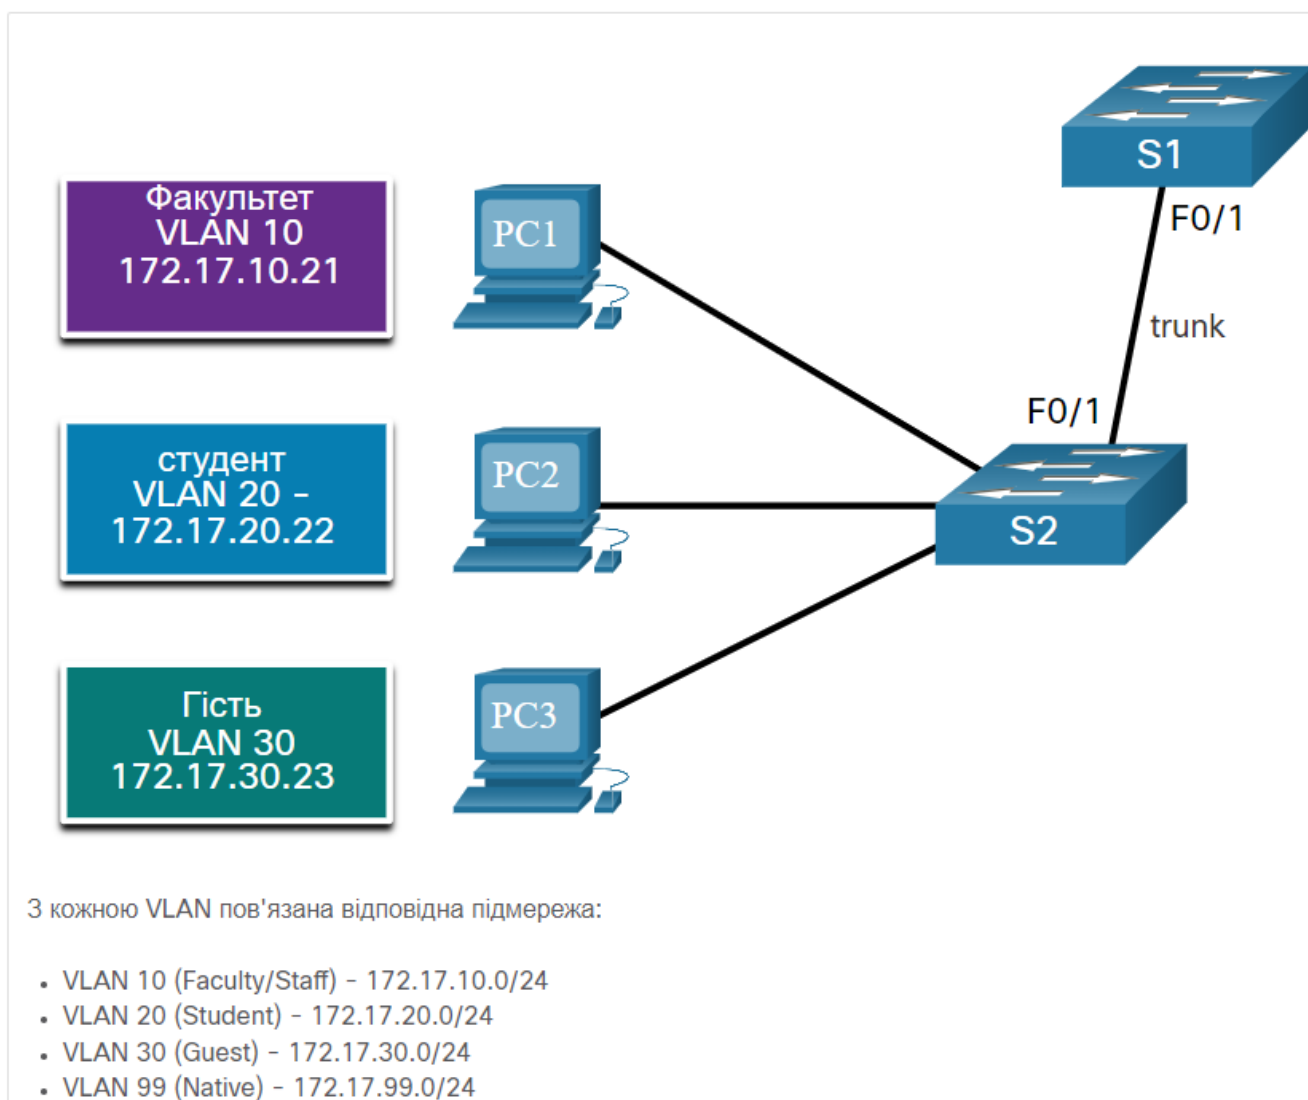 S1
F0/1
trunk
F0/1
S2
Факультет
VLAN 10
172.17.10.21
PC1
студент
VLAN 20 -
172.17.20.22
PC2
Гість
VLAN 30
172.17.30.23
PC3
З кожною VLAN пов'язана відповідна підмережа:
• VLAN 10 (Faculty/Staff) - 172.17.10.0/24
• VLAN 20 (Student) - 172.17.20.0/24
• VLAN 30 (Guest) - 172.17.30.0/24
• VLAN 99 (Native) - 172.17.99.0/24